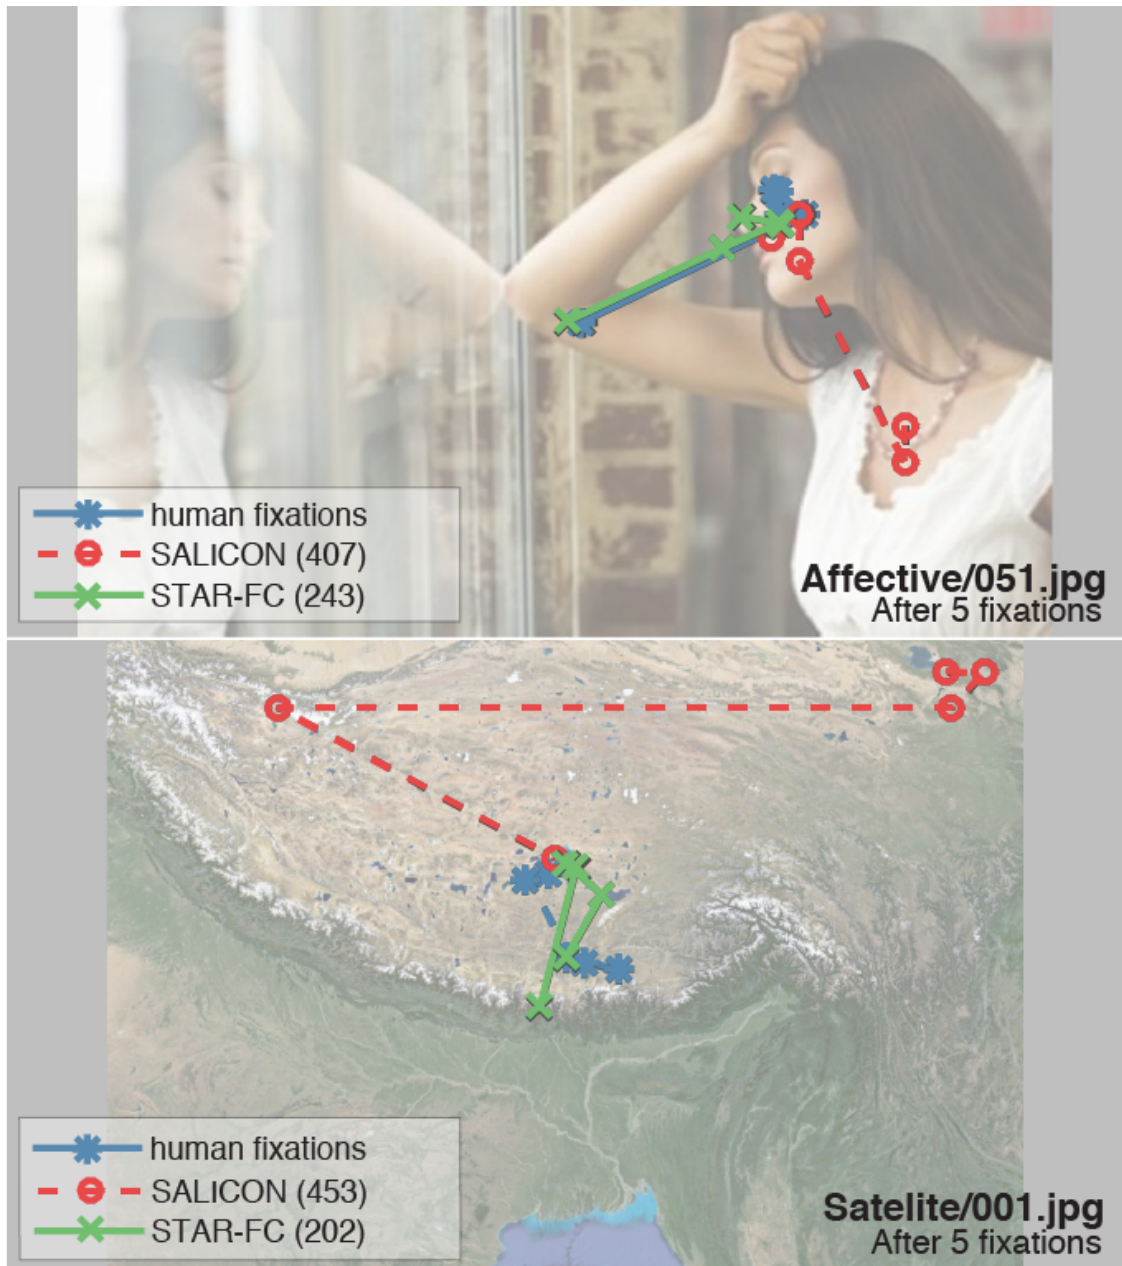 human fixations
SALICON (407)
STAR-FC (243)
Affective/051.jpg
After 5 fixations
human fixations
SALICON (453)
STAR-FC (202)
Satelite/001.jpg
After 5 fixations